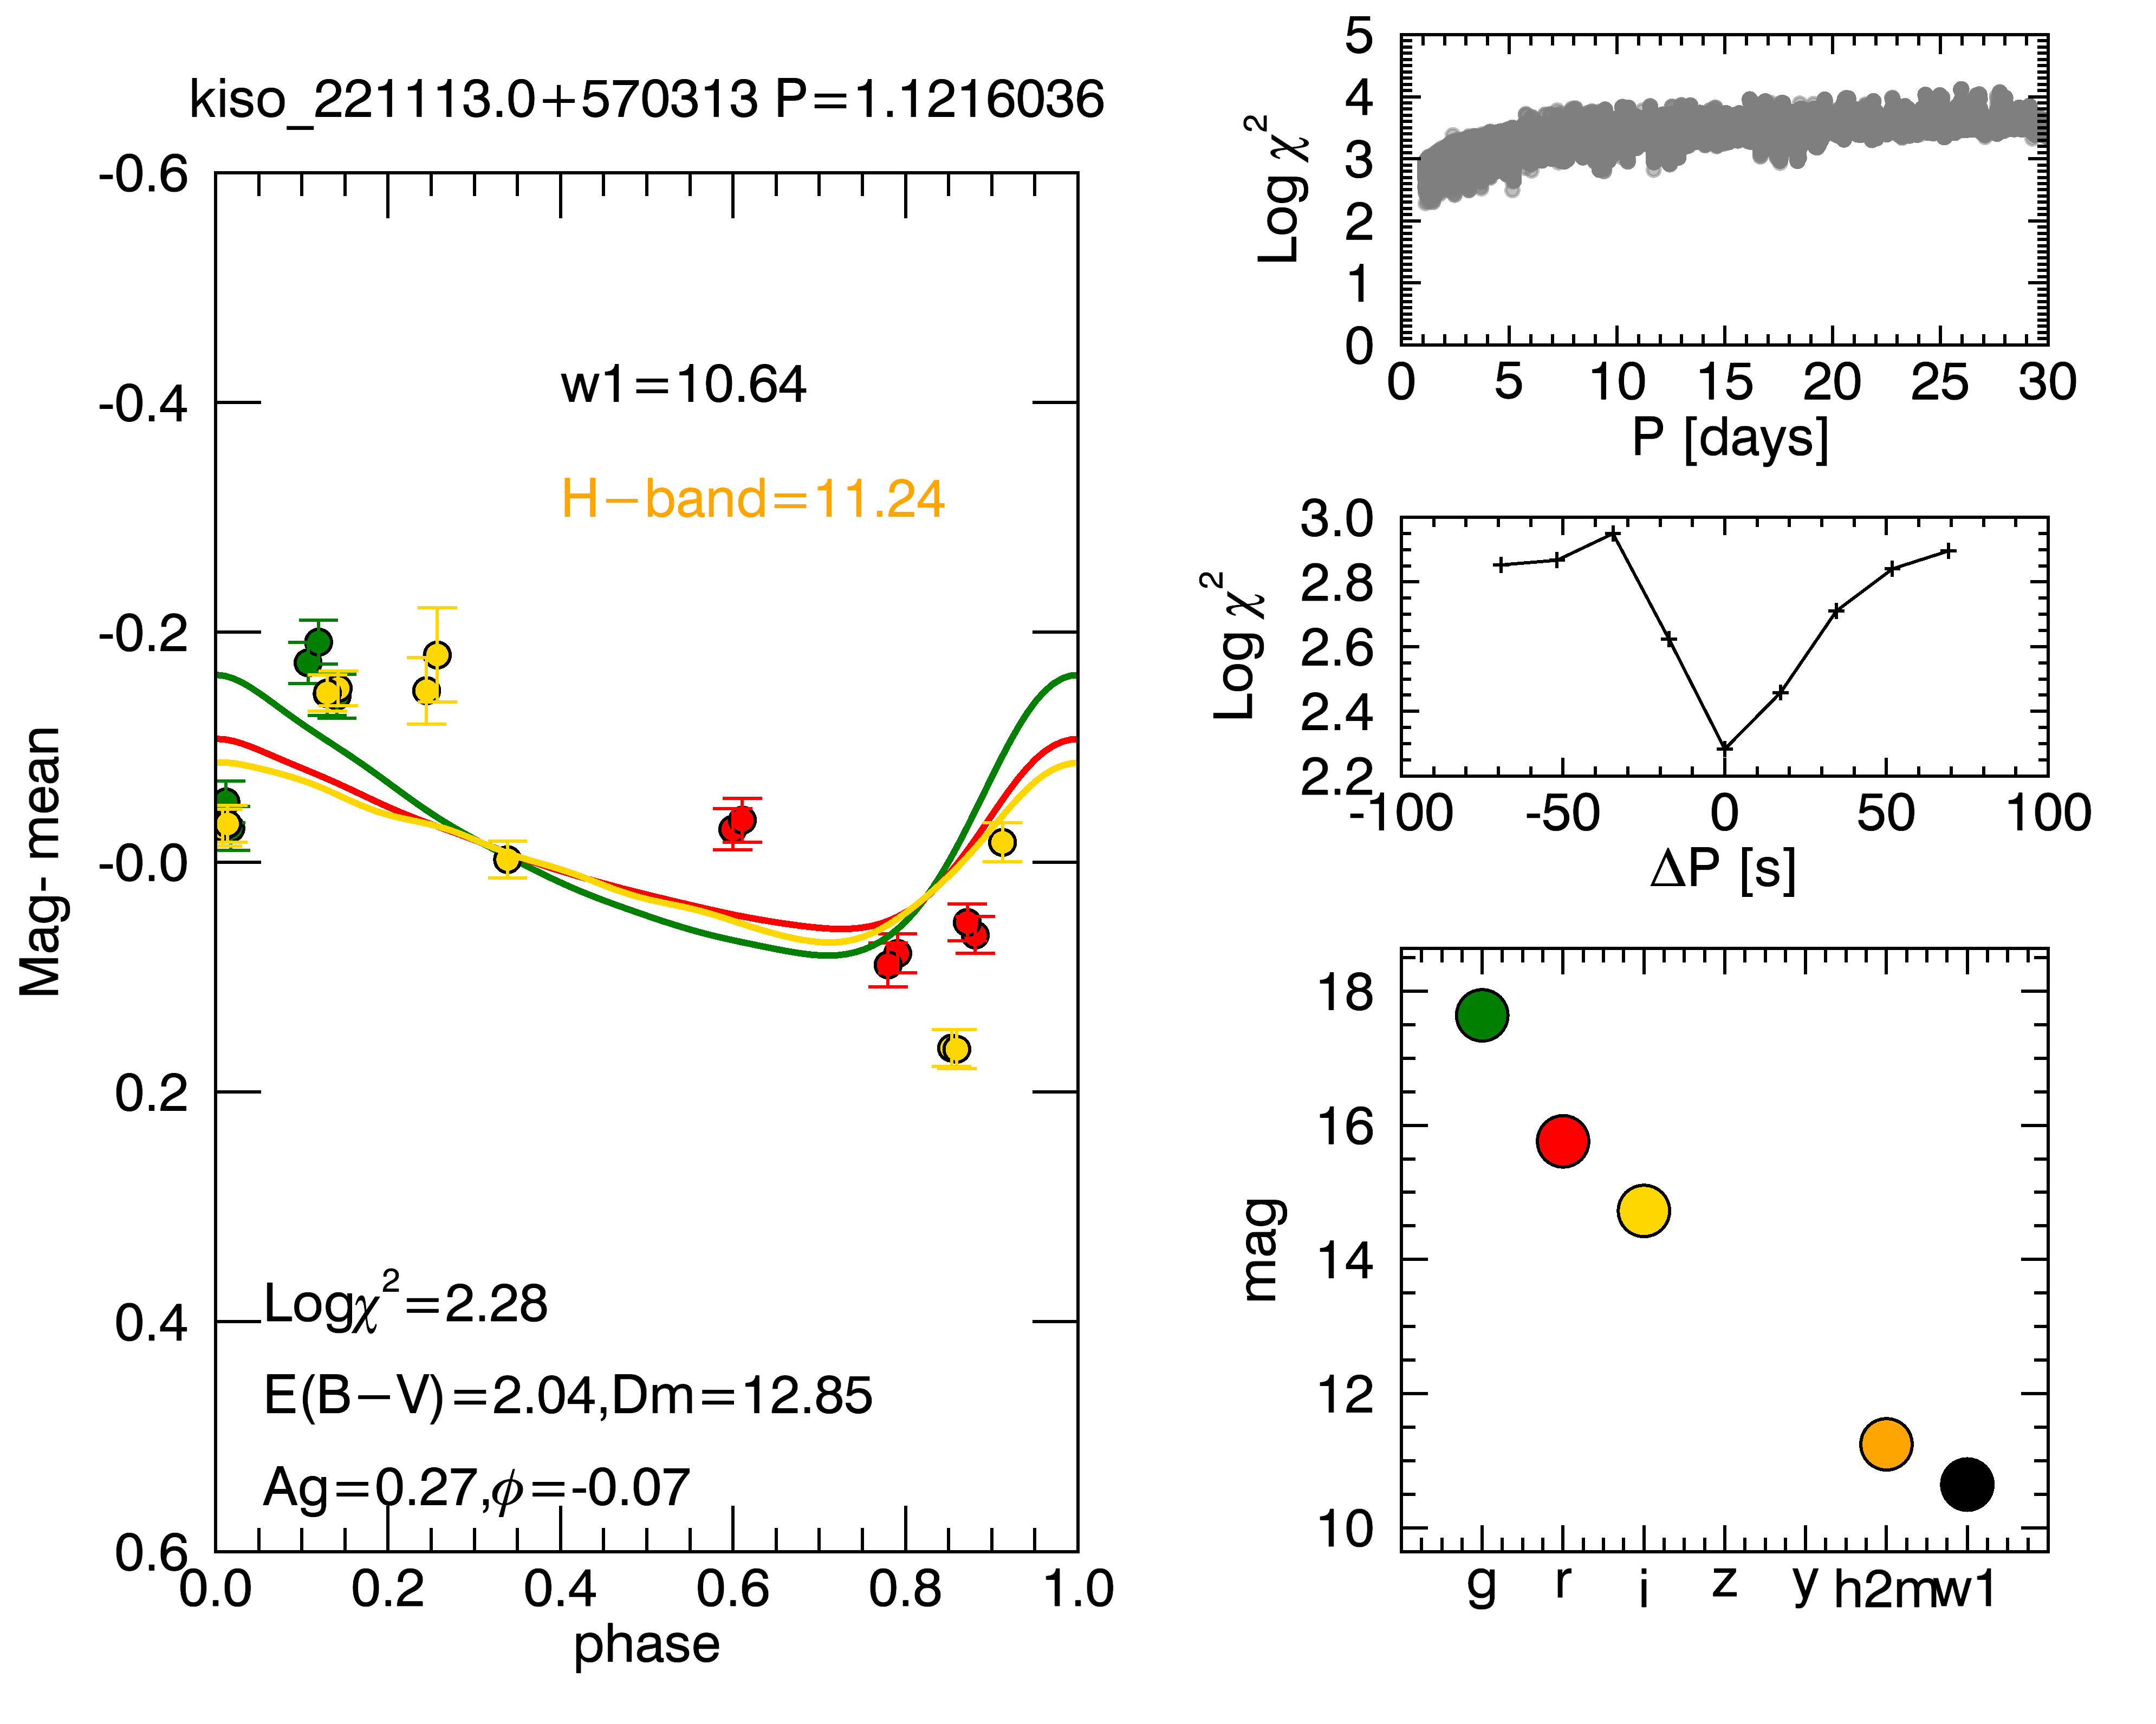 kiso_221113.0+570313 P=1.1216036
-0.6
-0.4
-0.2
-0.0
0.2
0.4
0.6
Mag- mean
w1=10.64
H−band=11.24
Logχ²=2.28
E(B−V)=2.04,Dm=12.85
Ag=0.27,ϕ=-0.07
0.0 0.2 0.4 0.6 0.8 1.0
phase
5
4
3
2
1
0
Log χ²
0 5 10 15 20 25 30
P [days]
3.0
2.8
2.6
2.4
2.2
Log χ²
-100 -50 0 50 100
ΔP [s]
18
16
14
12
10
mag
g r i z y h2mw1